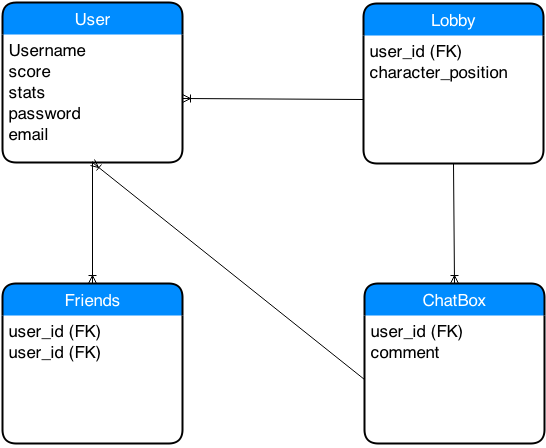 User
Username
score
stats
password
email
Lobby
user_id (FK)
character_position
Friends
user_id (FK)
user_id (FK)
ChatBox
user_id (FK)
comment